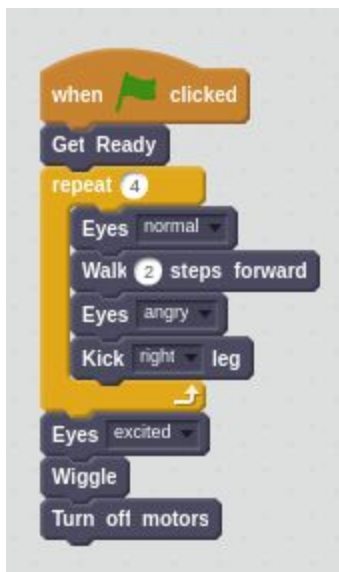 when clicked
Get Ready
repeat 4
Eyes normal
Walk 2 steps forward
Eyes angry
Kick right leg
Eyes excited
Wiggle
Turn off motors